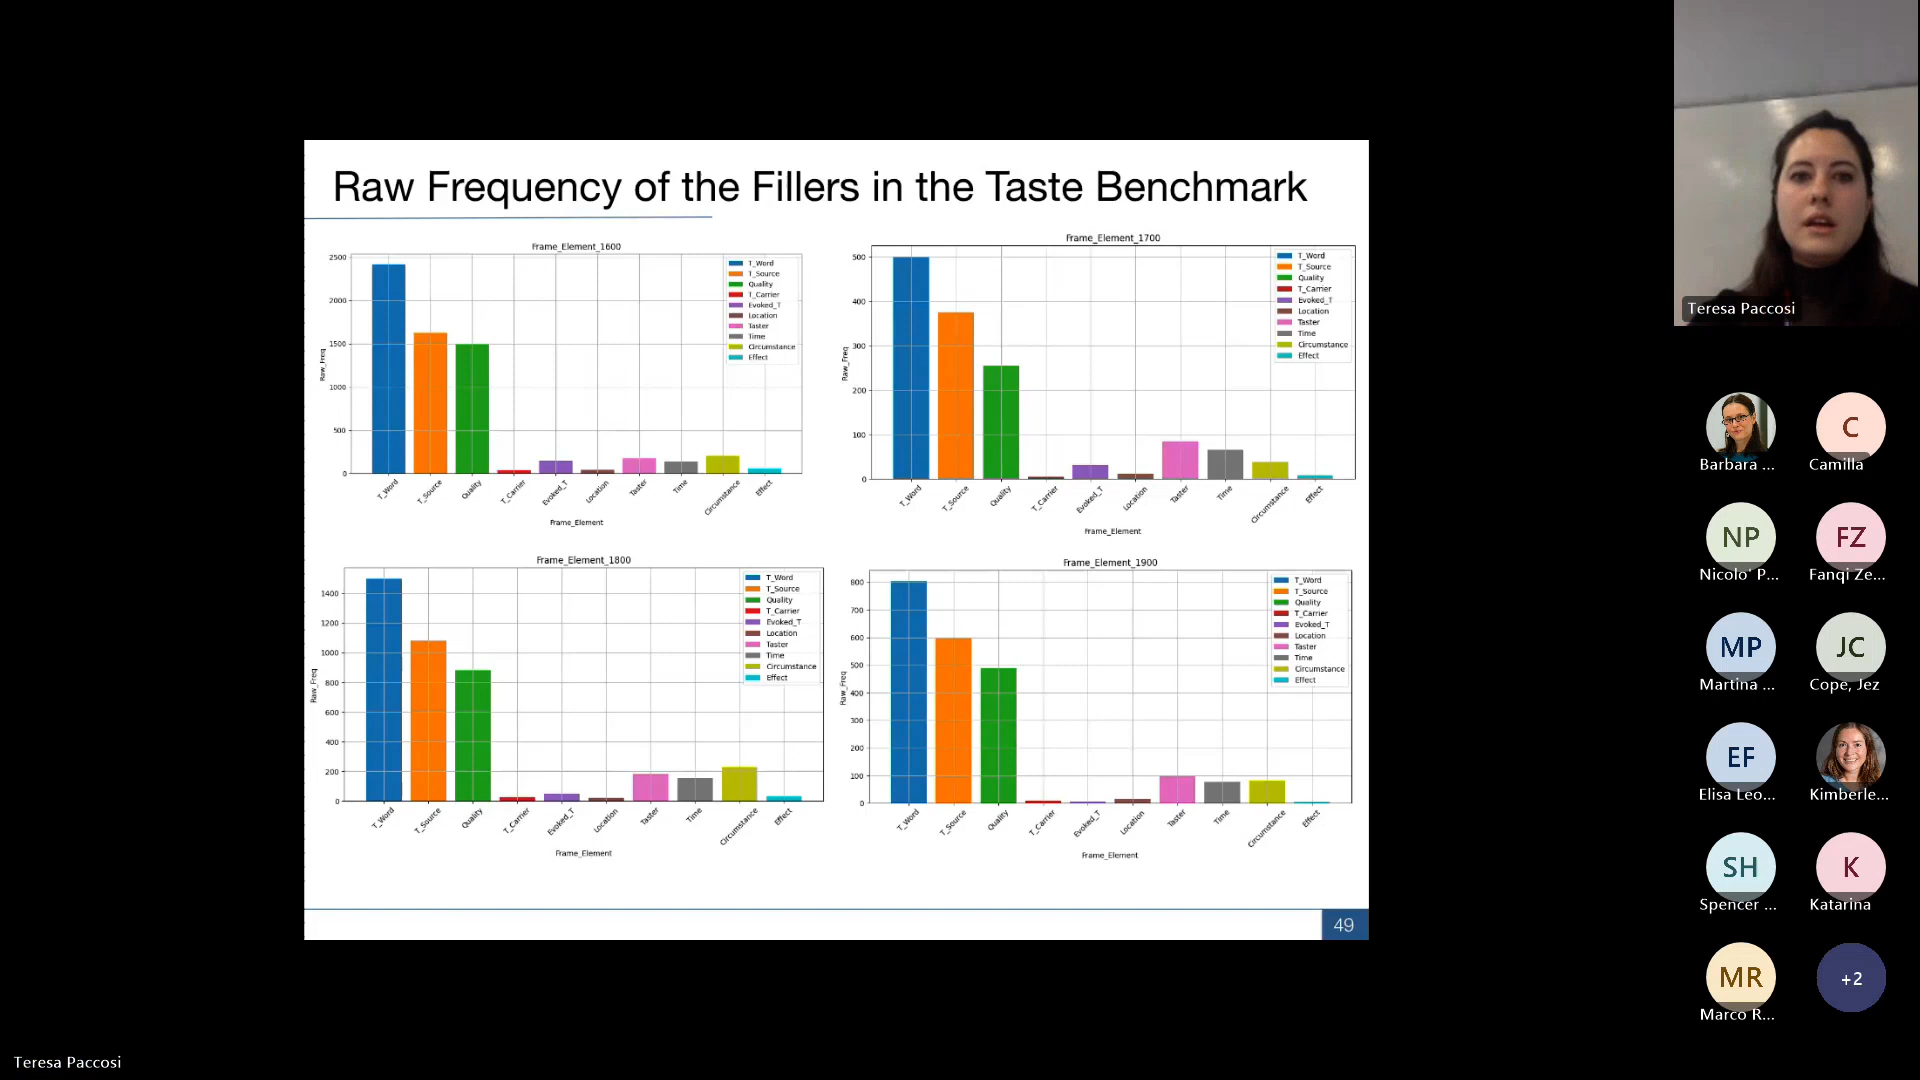 Raw Frequency of the Fillers in the Taste Benchmark
Frame_Element_1600
2500
2000
1500
1000
500
0
Raw_Freq
T_Word
T_Source
Quality
T_Carrier
Evoked_T
Location
Taster
Time
Circumstance
Effect
T_Word
T_Source
Quality
T_Carrier
Evoked_T
Location
Taster
Time
Circumstance
Effect
Frame_Element
Frame_Element_1700
500
400
300
200
100
0
Raw_Freq
T_Word
T_Source
Quality
T_Carrier
Evoked_T
Location
Taster
Time
Circumstance
Effect
T_Word
T_Source
Quality
T_Carrier
Evoked_T
Location
Taster
Time
Circumstance
Effect
Frame_Element
Frame_Element_1800
1400
1200
1000
800
600
400
200
0
Raw_Freq
T_Word
T_Source
Quality
T_Carrier
Evoked_T
Location
Taster
Time
Circumstance
Effect
T_Word
T_Source
Quality
T_Carrier
Evoked_T
Location
Taster
Time
Circumstance
Effect
Frame_Element
Frame_Element_1900
800
700
600
500
400
300
200
100
0
Raw_Freq
T_Word
T_Source
Quality
T_Carrier
Evoked_T
Location
Taster
Time
Circumstance
Effect
T_Word
T_Source
Quality
T_Carrier
Evoked_T
Location
Taster
Time
Circumstance
Effect
Frame_Element
49
Teresa Paccosi
Barbara ...
C
Camilla
NP
Nicolo' P...
FZ
Fanqi Ze...
MP
Martina ...
JC
Cope, Jez
EF
Elisa Leo...
Kimberle...
SH
Spencer ...
K
Katarina
MR
Marco R...
+2
Teresa Paccosi